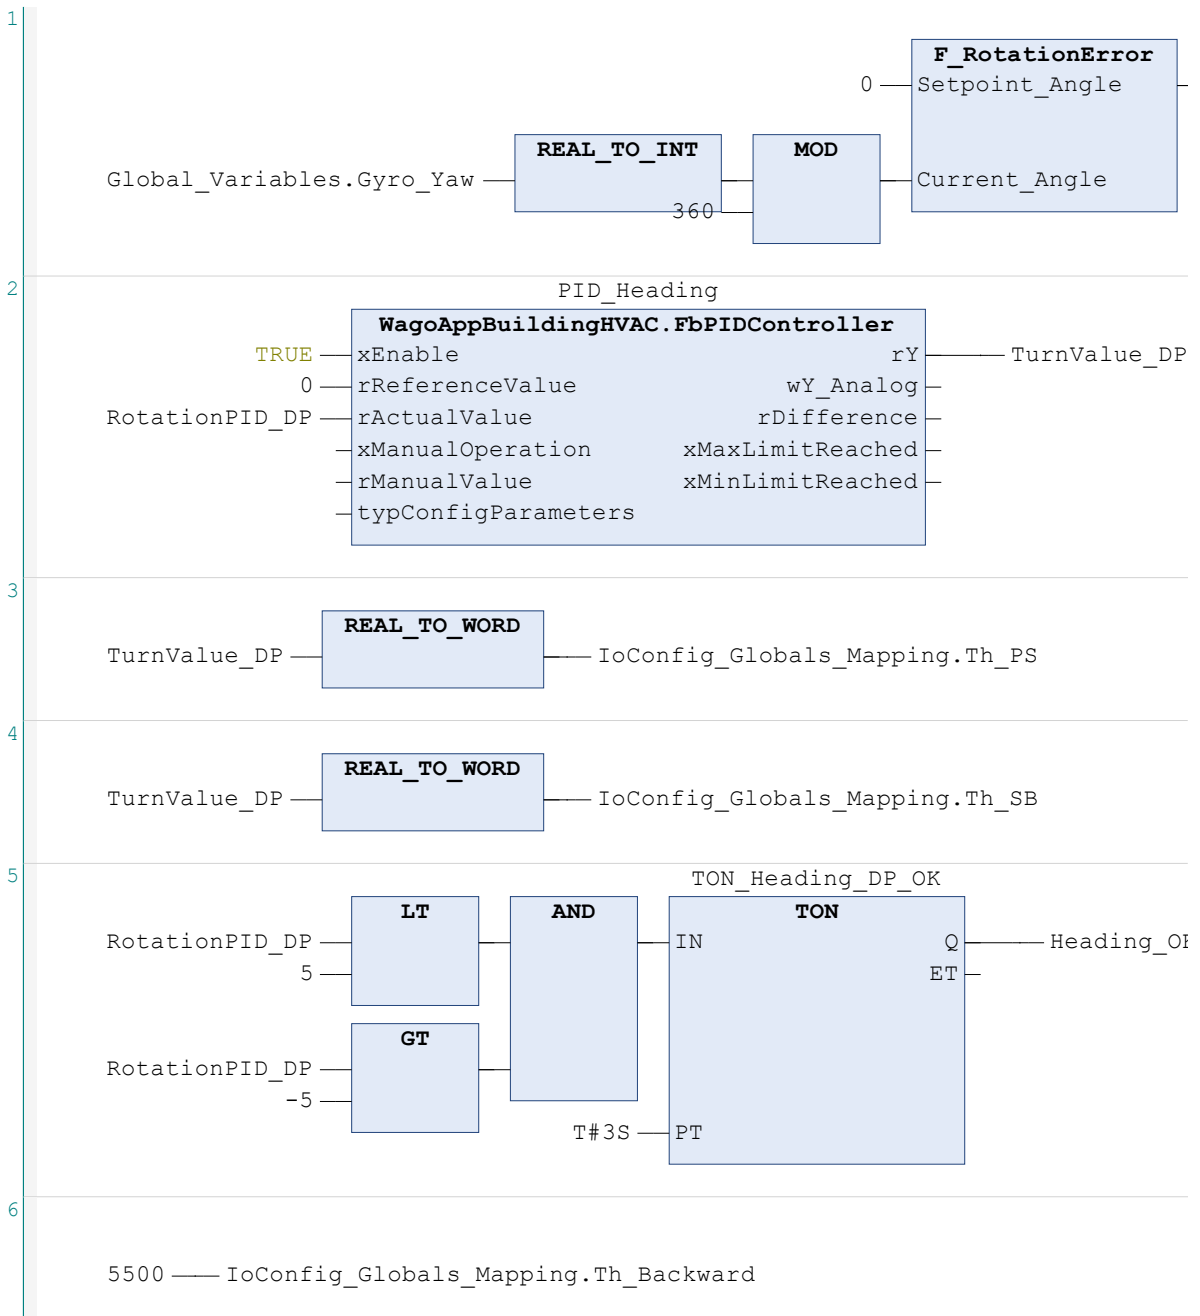 1
F_RotationError
0 Setpoint_Angle
REAL_TO_INT MOD
Global_Variables.Gyro_Yaw Current_Angle
360
2
PID_Heading
WagoAppBuildingHVAC.FbPIDController
TRUE xEnable rY TurnValue_DP
0 rReferenceValue wY_Analog
RotationPID_DP rActualValue rDifference
xManualOperation xMaxLimitReached
rManualValue xMinLimitReached
typConfigParameters
3
REAL_TO_WORD
TurnValue_DP IoConfig_Globals_Mapping.Th_PS
4
REAL_TO_WORD
TurnValue_DP IoConfig_Globals_Mapping.Th_SB
5
TON_Heading_DP_OK
LT AND TON
RotationPID_DP IN Q
5 ET
GT
RotationPID_DP
-5
T#3S PT
6
5500 IoConfig_Globals_Mapping.Th_Backward